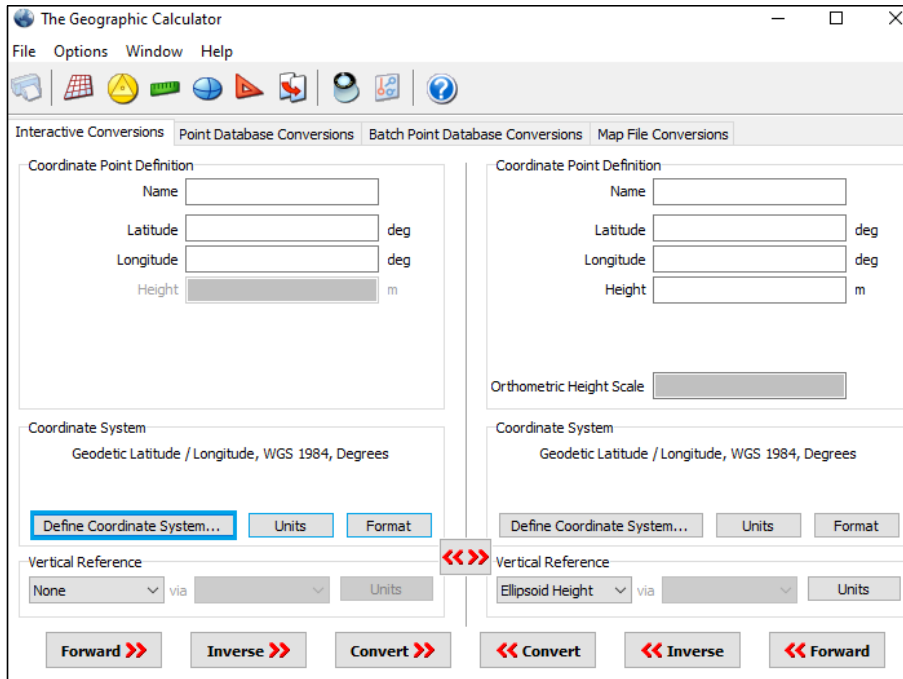 The Geographic Calculator
File Options Window Help
Interactive Conversions Point Database Conversions Batch Point Database Conversions Map File Conversions
Coordinate Point Definition
Name
Latitude deg
Longitude deg
Height m
Coordinate System
Geodetic Latitude / Longitude, WGS 1984, Degrees
Define Coordinate System... Units Format
Vertical Reference
None via Units
Forward Inverse Convert
Coordinate Point Definition
Name
Latitude deg
Longitude deg
Height m
Orthometric Height Scale
Coordinate System
Geodetic Latitude / Longitude, WGS 1984, Degrees
Define Coordinate System... Units Format
Vertical Reference
Ellipsoid Height via Units
Convert Inverse Forward